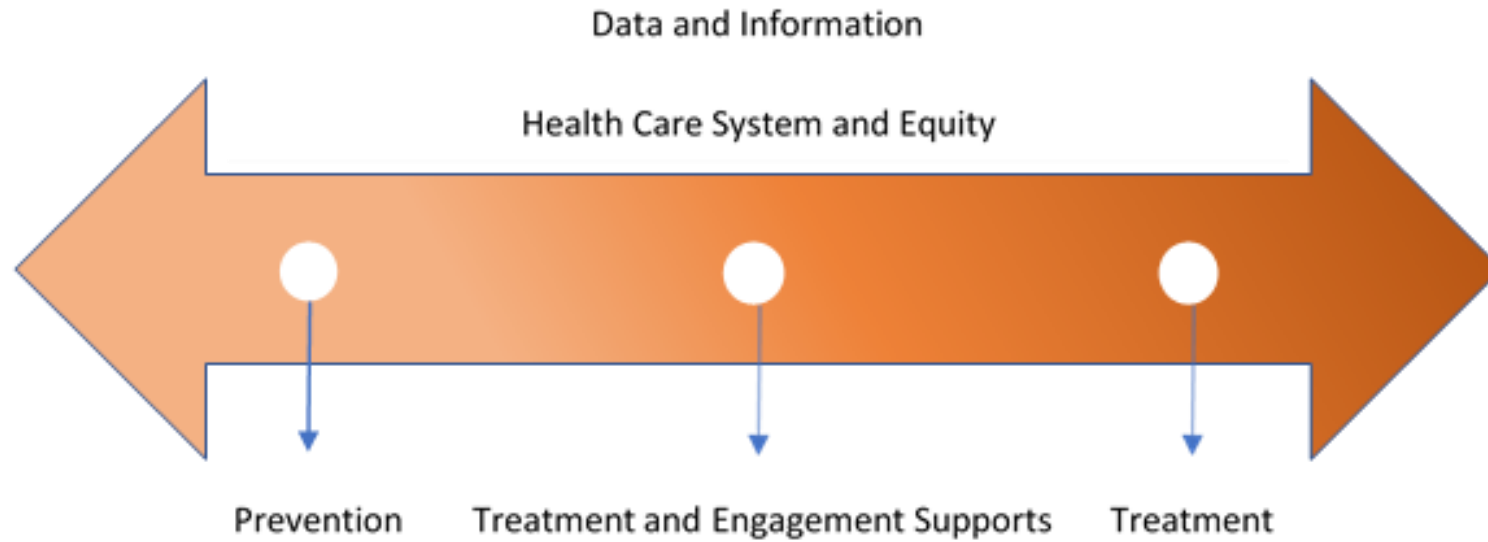 Data and Information
Health Care System and Equity
Prevention
Treatment and Engagement Supports
Treatment